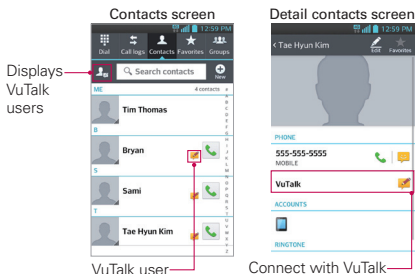 Contacts screen
Detail contacts screen
12:59 PM
Dial Call logs Contacts Favorites Groups
Search contacts
New
ME 4 contacts
Tim Thomas
B
Bryan
S
Sami
T
Tae Hyun Kim
Displays
VuTalk
users
VuTalk user
12:59 PM
< Tae Hyun Kim
Edit Favorites
PHONE
555-555-5555
MOBILE
VuTalk
ACCOUNTS
RINGTONE
Connect with VuTalk